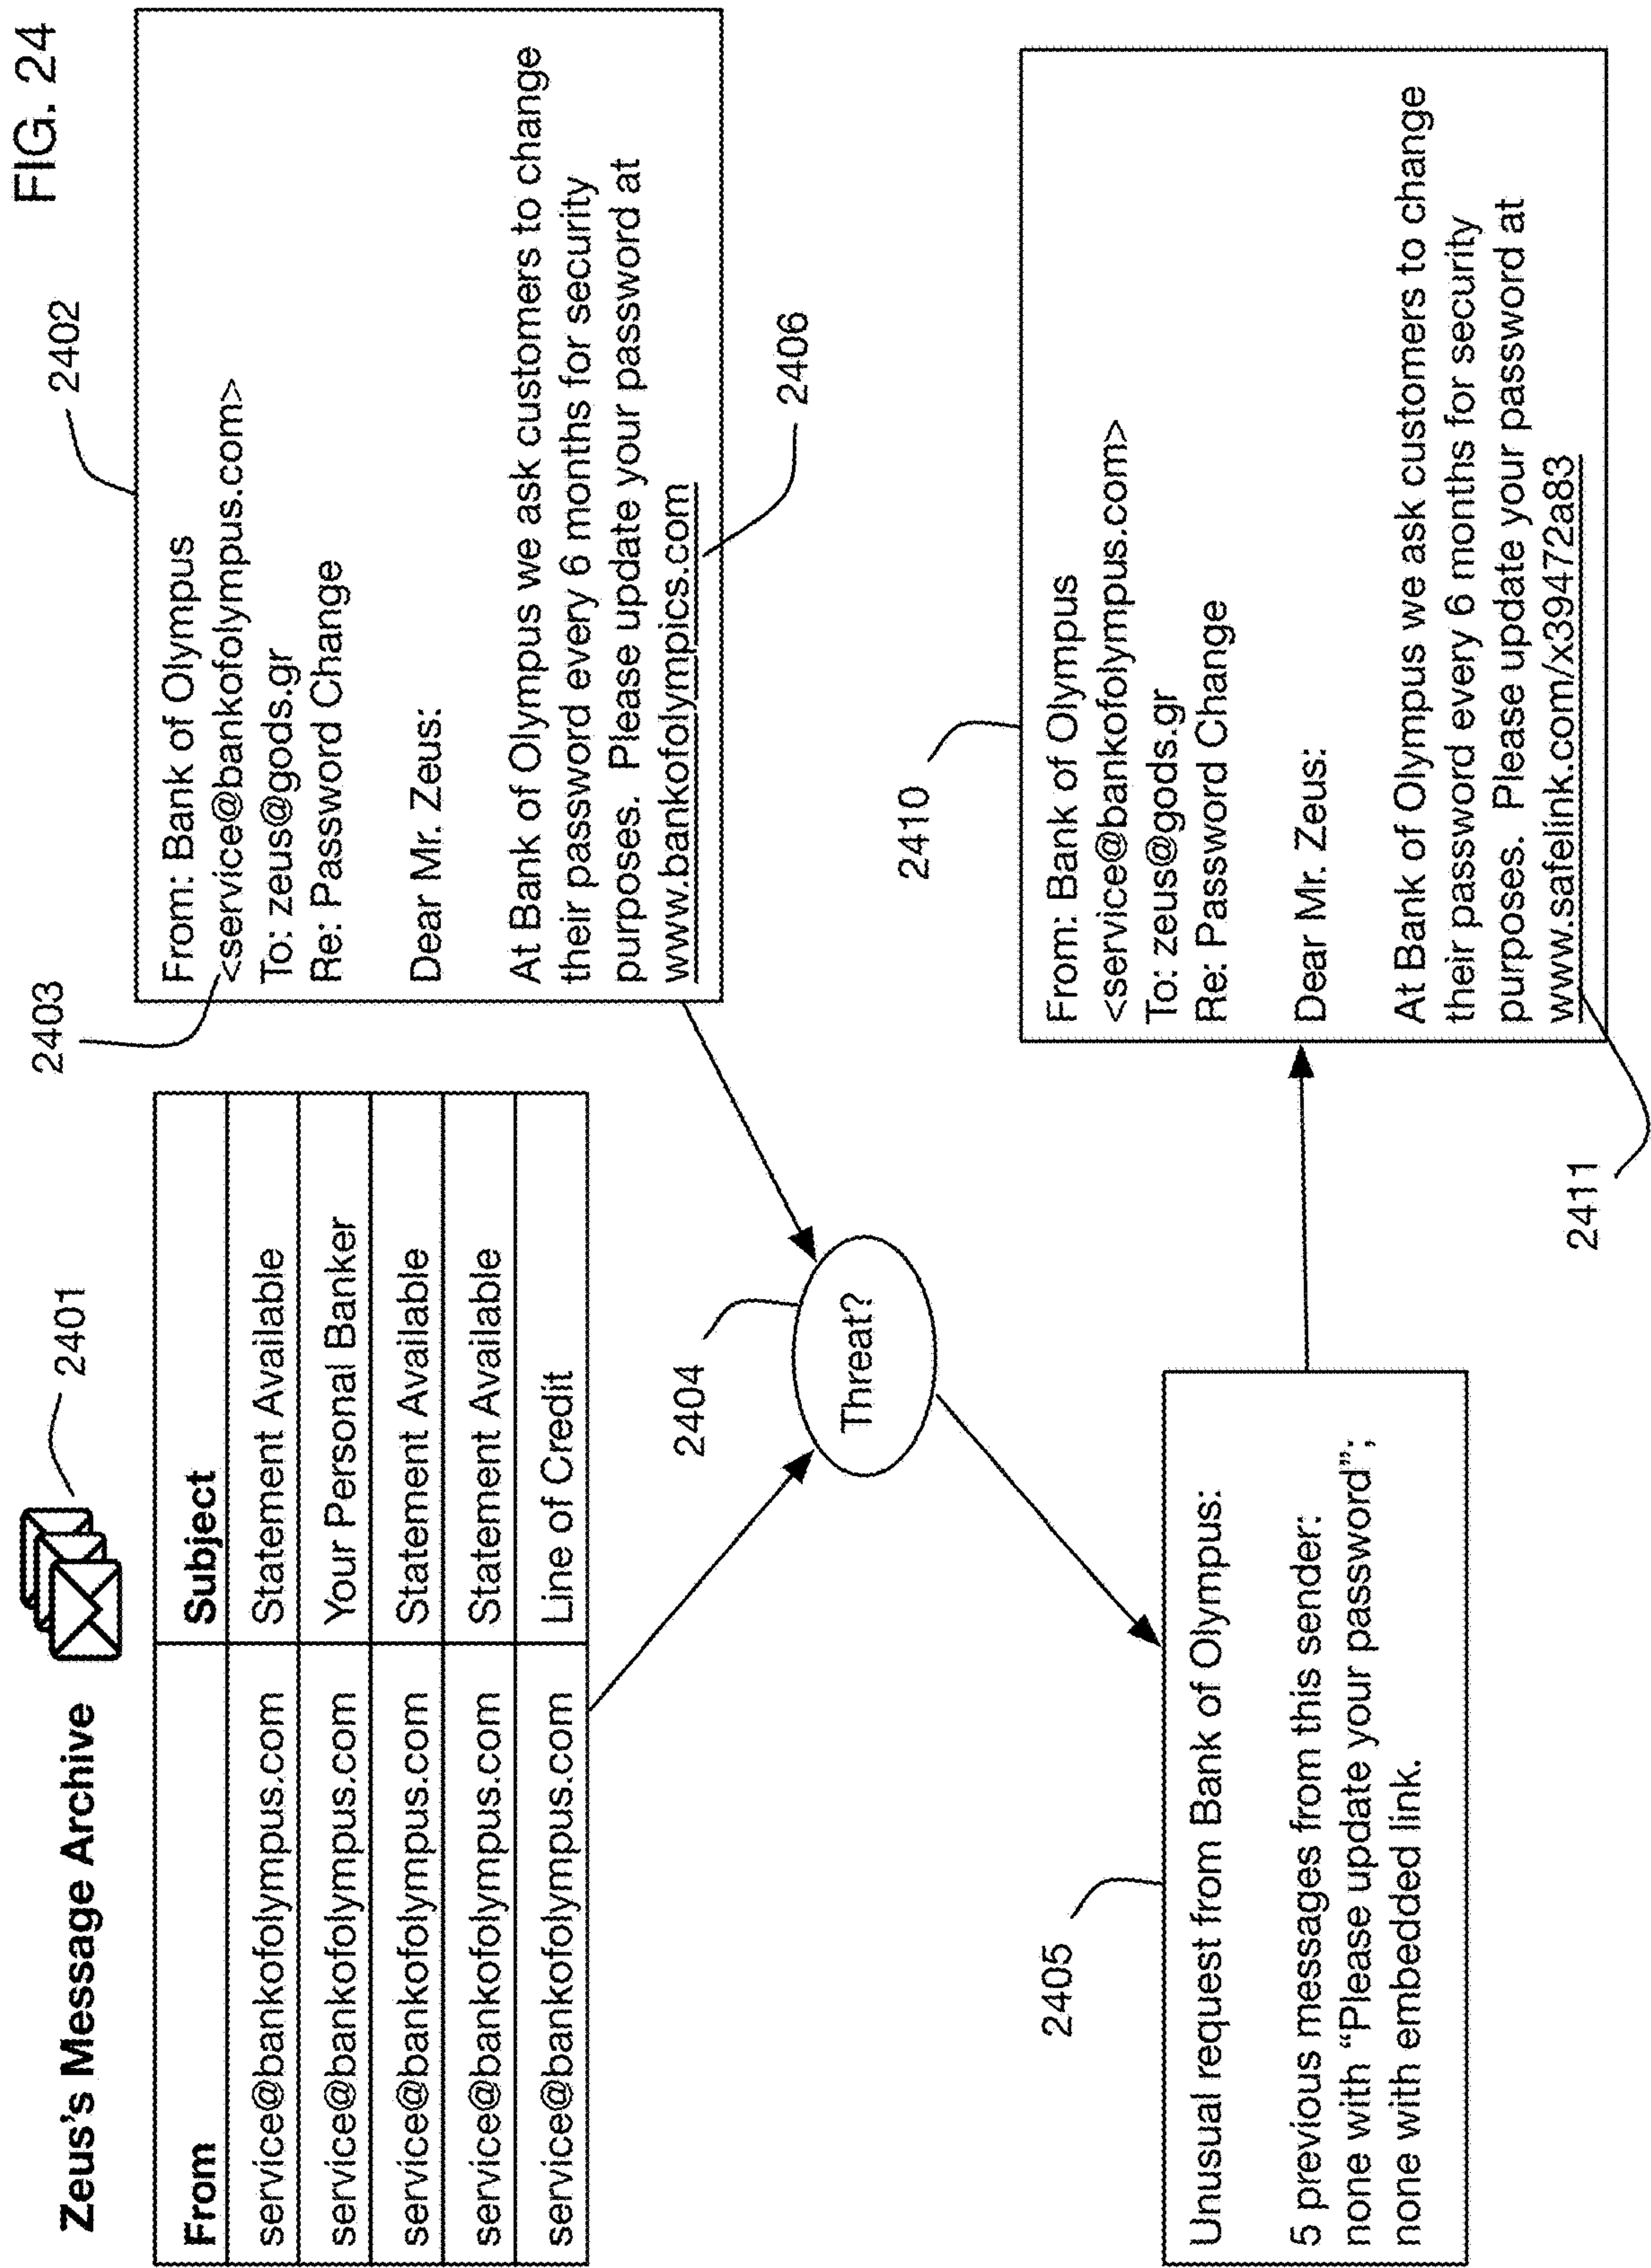 FIG. 24
Zeus's Message Archive
2401
From Subject
service@bankofolympus.com Statement Available
service@bankofolympus.com Your Personal Banker
service@bankofolympus.com Statement Available
service@bankofolympus.com Statement Available
service@bankofolympus.com Line of Credit
2402
2403
From: Bank of Olympus
<service@bankofolympus.com>
To: zeus@gods.gr
Re: Password Change
Dear Mr. Zeus:
At Bank of Olympus we ask customers to change
their password every 6 months for security
purposes. Please update your password at
www.bankofolympics.com
2406
2404
Threat?
2405
Unusual request from Bank of Olympus:
5 previous messages from this sender:
none with “Please update your password”;
none with embedded link.
2410
From: Bank of Olympus
<service@bankofolympus.com>
To: zeus@gods.gr
Re: Password Change
Dear Mr. Zeus:
At Bank of Olympus we ask customers to change
their password every 6 months for security
purposes. Please update your password at
www.safelink.com/x39472a83
2411